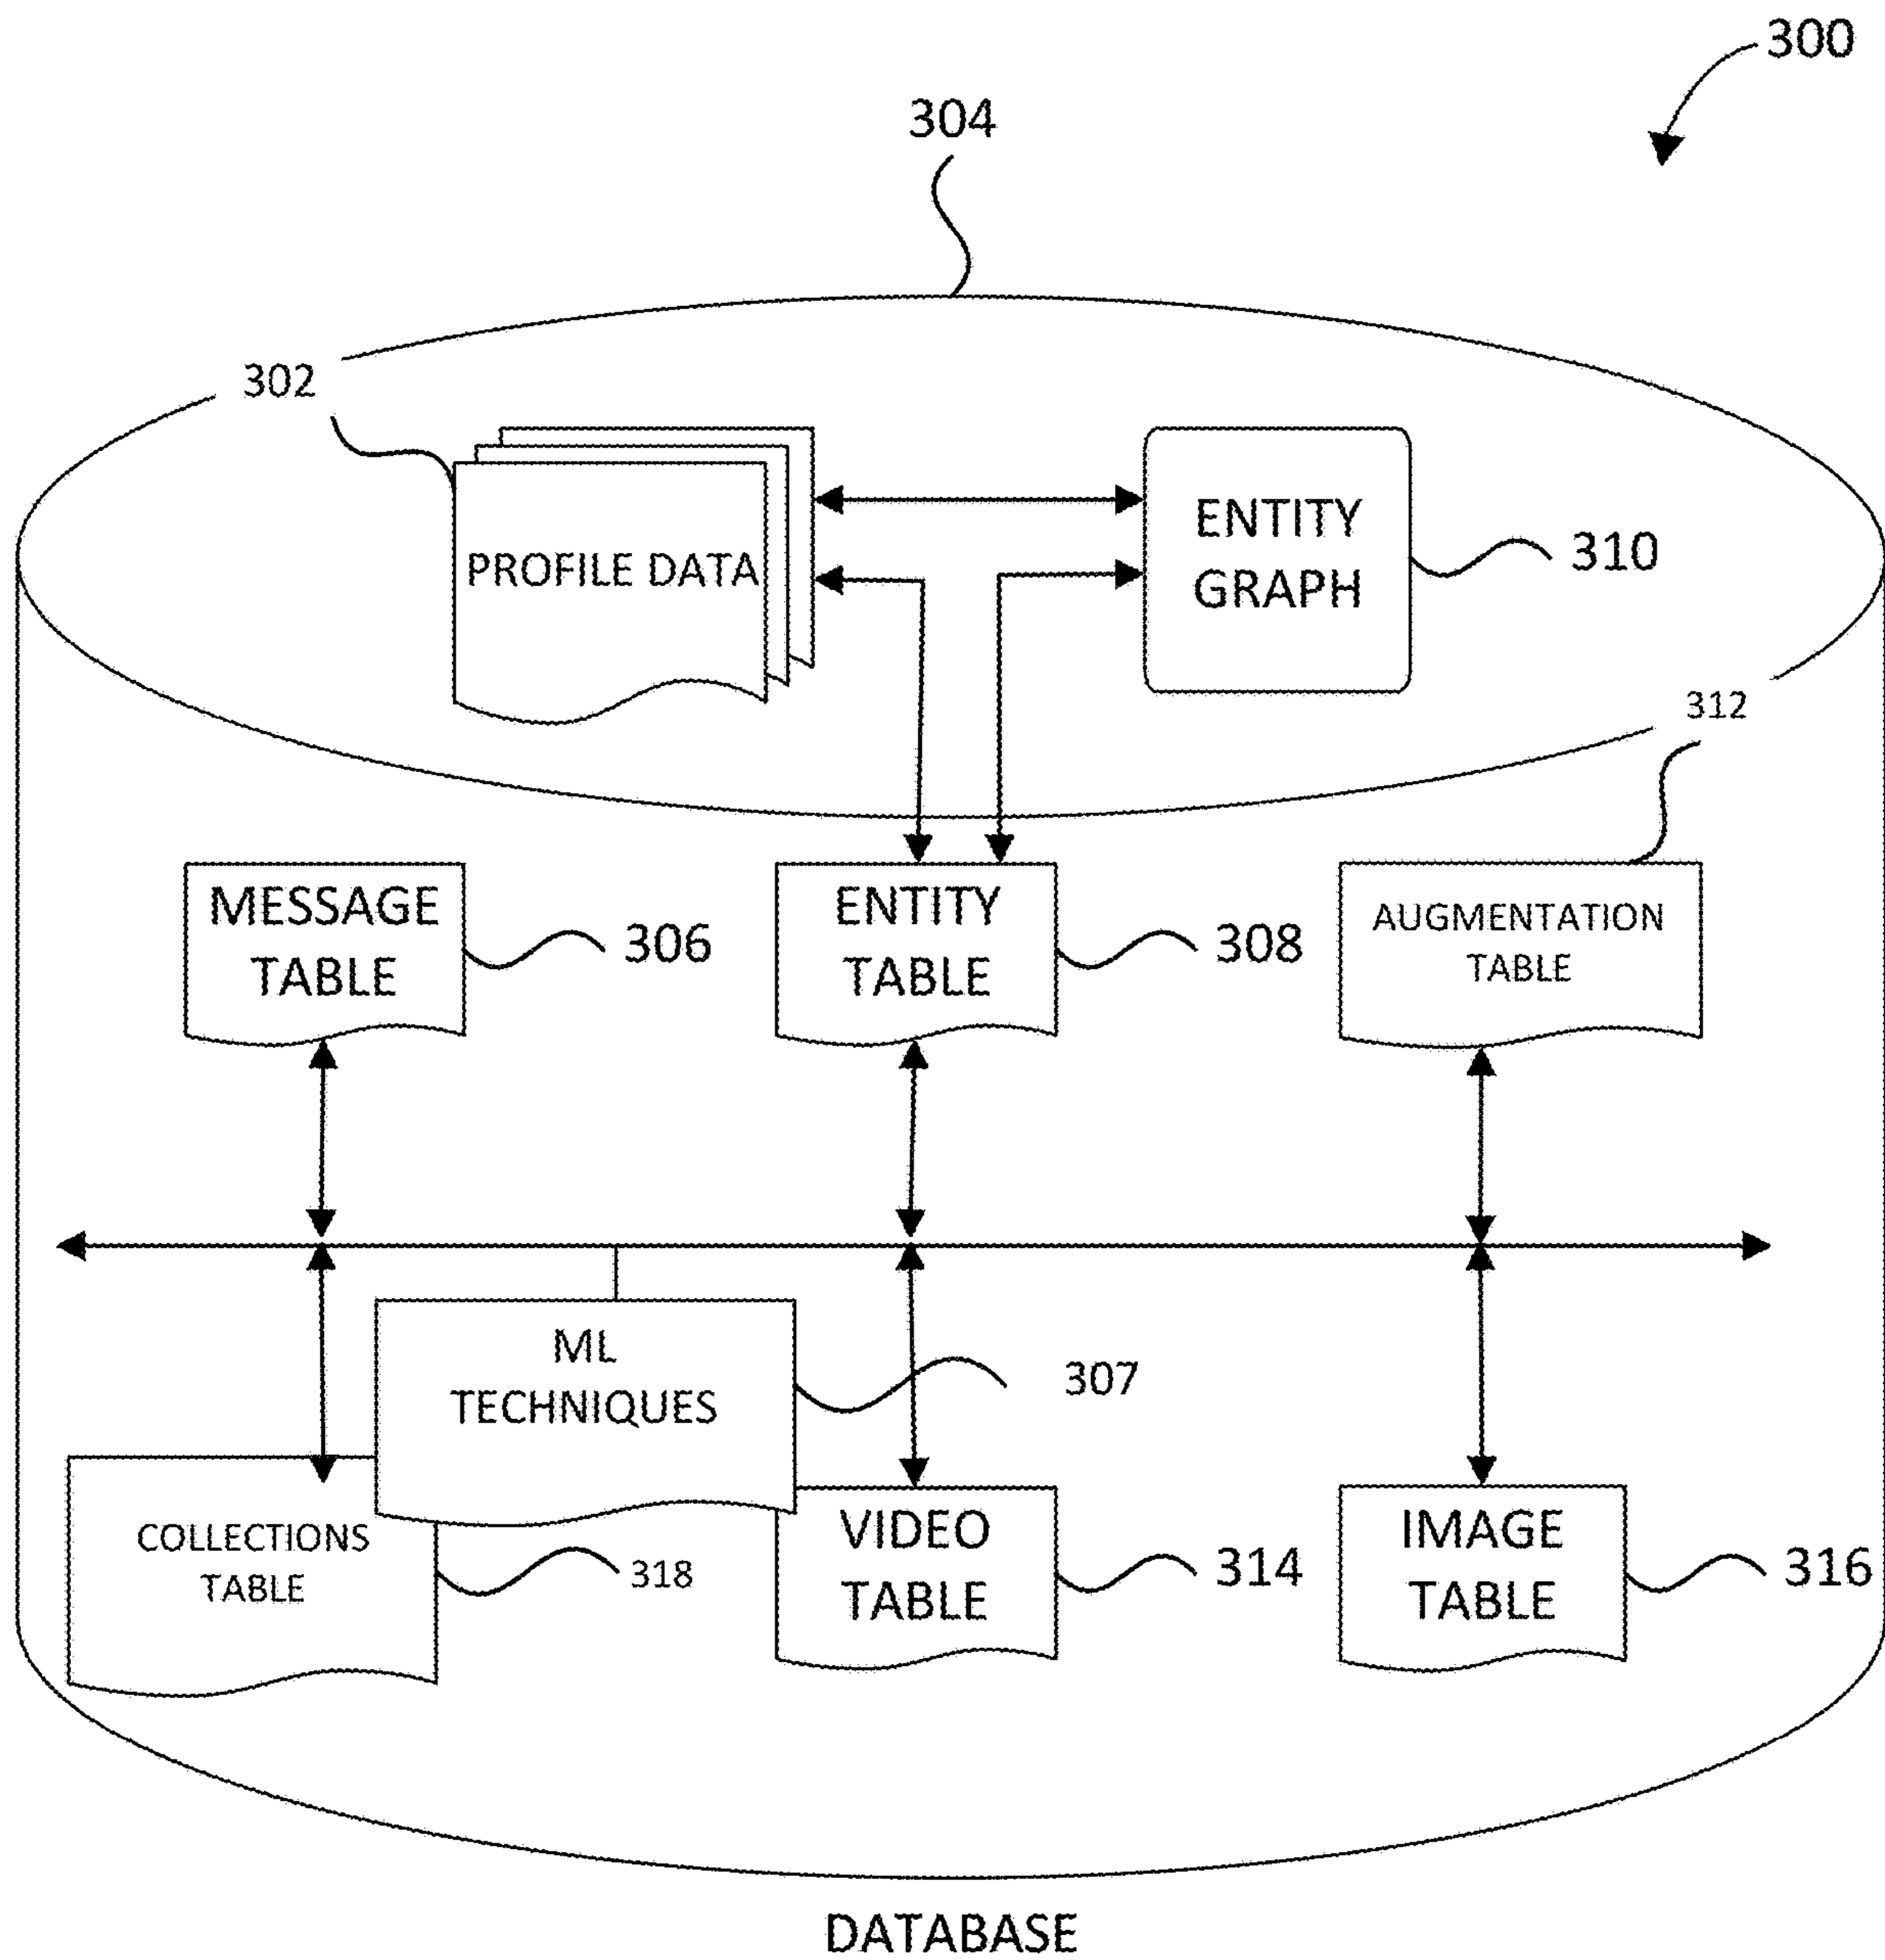 300
304
302
PROFILE DATA
ENTITY
GRAPH
310
312
MESSAGE
TABLE
306
ENTITY
TABLE
308
AUGMENTATION
TABLE
ML
TECHNIQUES
307
COLLECTIONS
TABLE
318
VIDEO
TABLE
314
IMAGE
TABLE
316
DATABASE